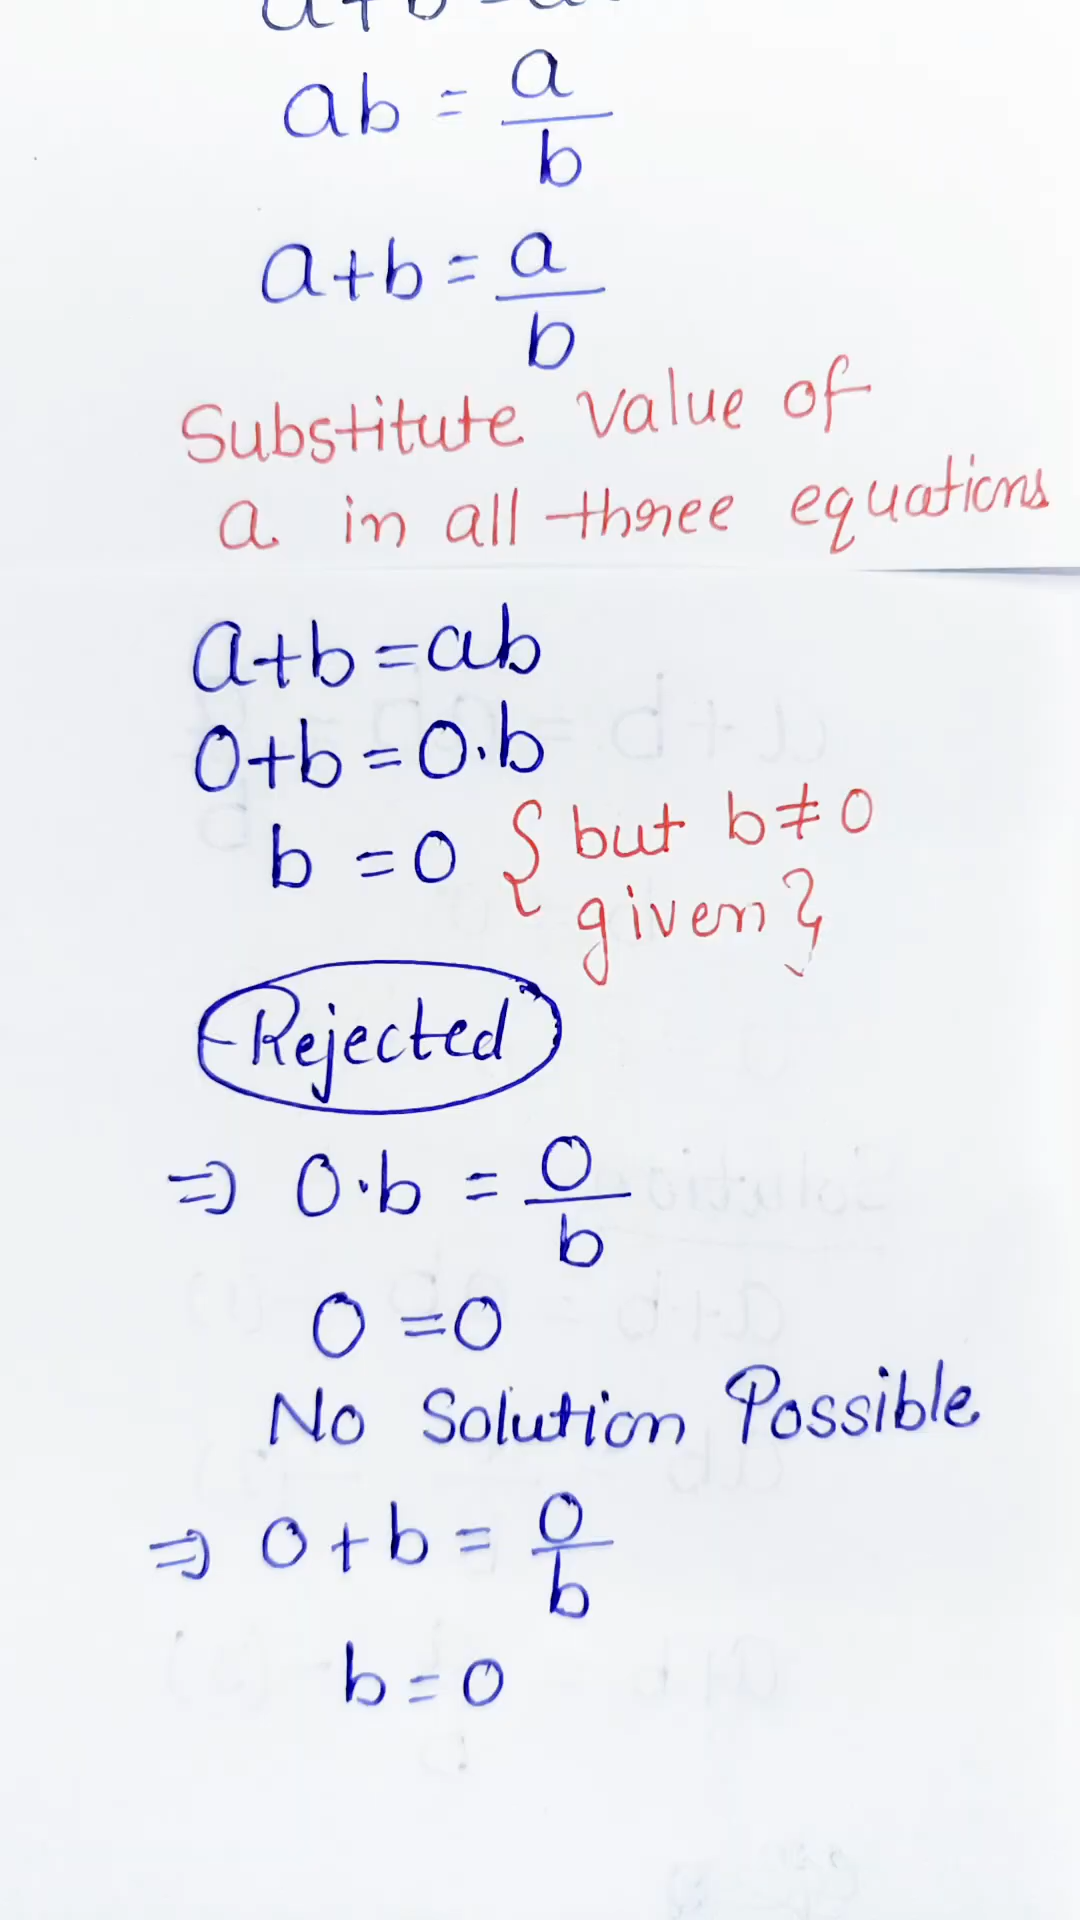 ab = a/b
a+b = a/b
Substitute value of
a in all three equations
a+b = ab
0+b = 0·b
b = 0 { but b ≠ 0
given }
Rejected
⇒ 0·b = 0/b
0 = 0
No Solution Possible
⇒ 0 + b = 0/b
b = 0